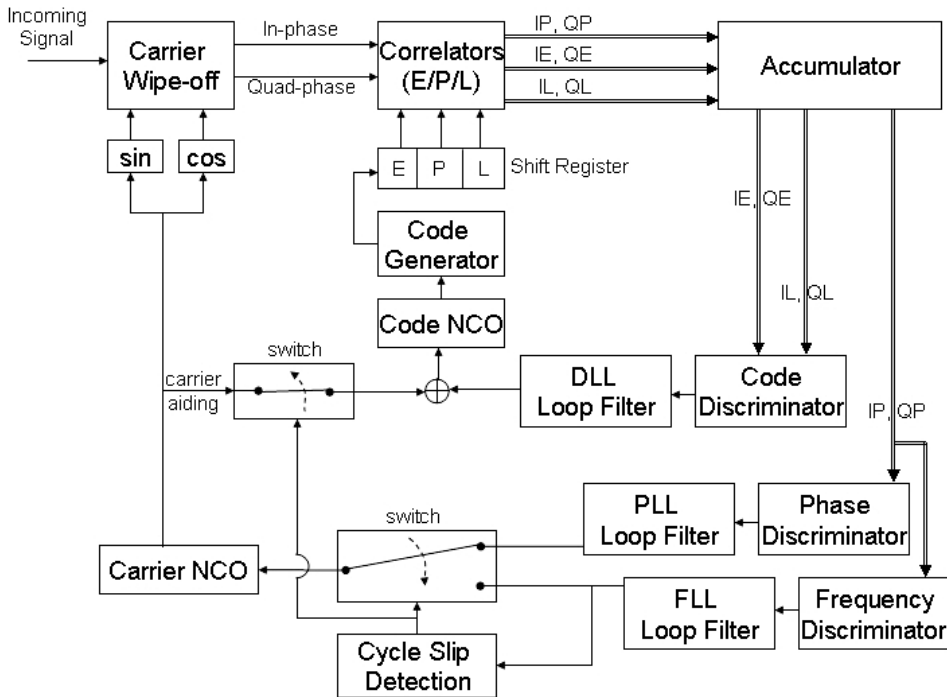 Incoming
Signal
Carrier
Wipe-off
In-phase
Quad-phase
Correlators
(E/P/L)
IP, QP
IE, QE
IL, QL
Accumulator
sin
cos
E
P
L
Shift Register
Code
Generator
Code NCO
IE, QE
IL, QL
IP, QP
switch
carrier
aiding
DLL
Loop Filter
Code
Discriminator
switch
PLL
Loop Filter
Phase
Discriminator
Carrier NCO
FLL
Loop Filter
Frequency
Discriminator
Cycle Slip
Detection